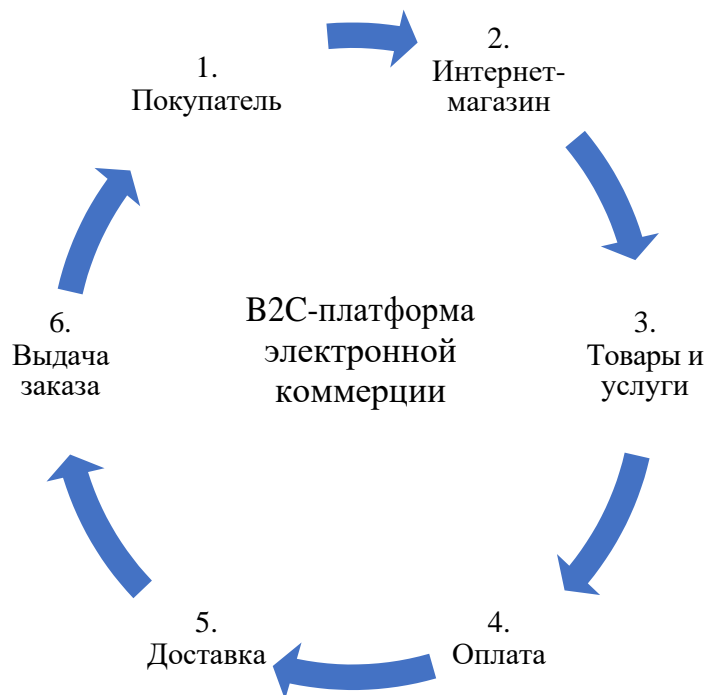 1.
Покупатель
2.
Интернет-
магазин
3.
Товары и
услуги
4.
Оплата
5.
Доставка
6.
Выдача
заказа
B2C-платформа
электронной
коммерции